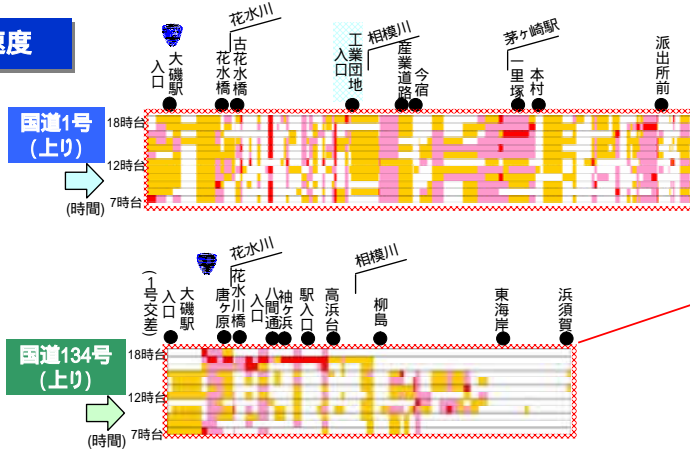 速度
花水川
大磯駅
入口
花水橋
古花水橋
工業団地
入口
相模川
産業道路
今宿
茅ヶ崎駅
一里塚
本村
派出所前
国道1号
(上り)
18時台
12時台
7時台
(時間)
花水川
相模川
大磯駅
入口
(1号交差)
唐ヶ原
花水川橋
入口
八間通
袖ヶ浜
駅入口
高浜台
柳島
東海岸
浜須賀
国道134号
(上り)
18時台
12時台
7時台
(時間)